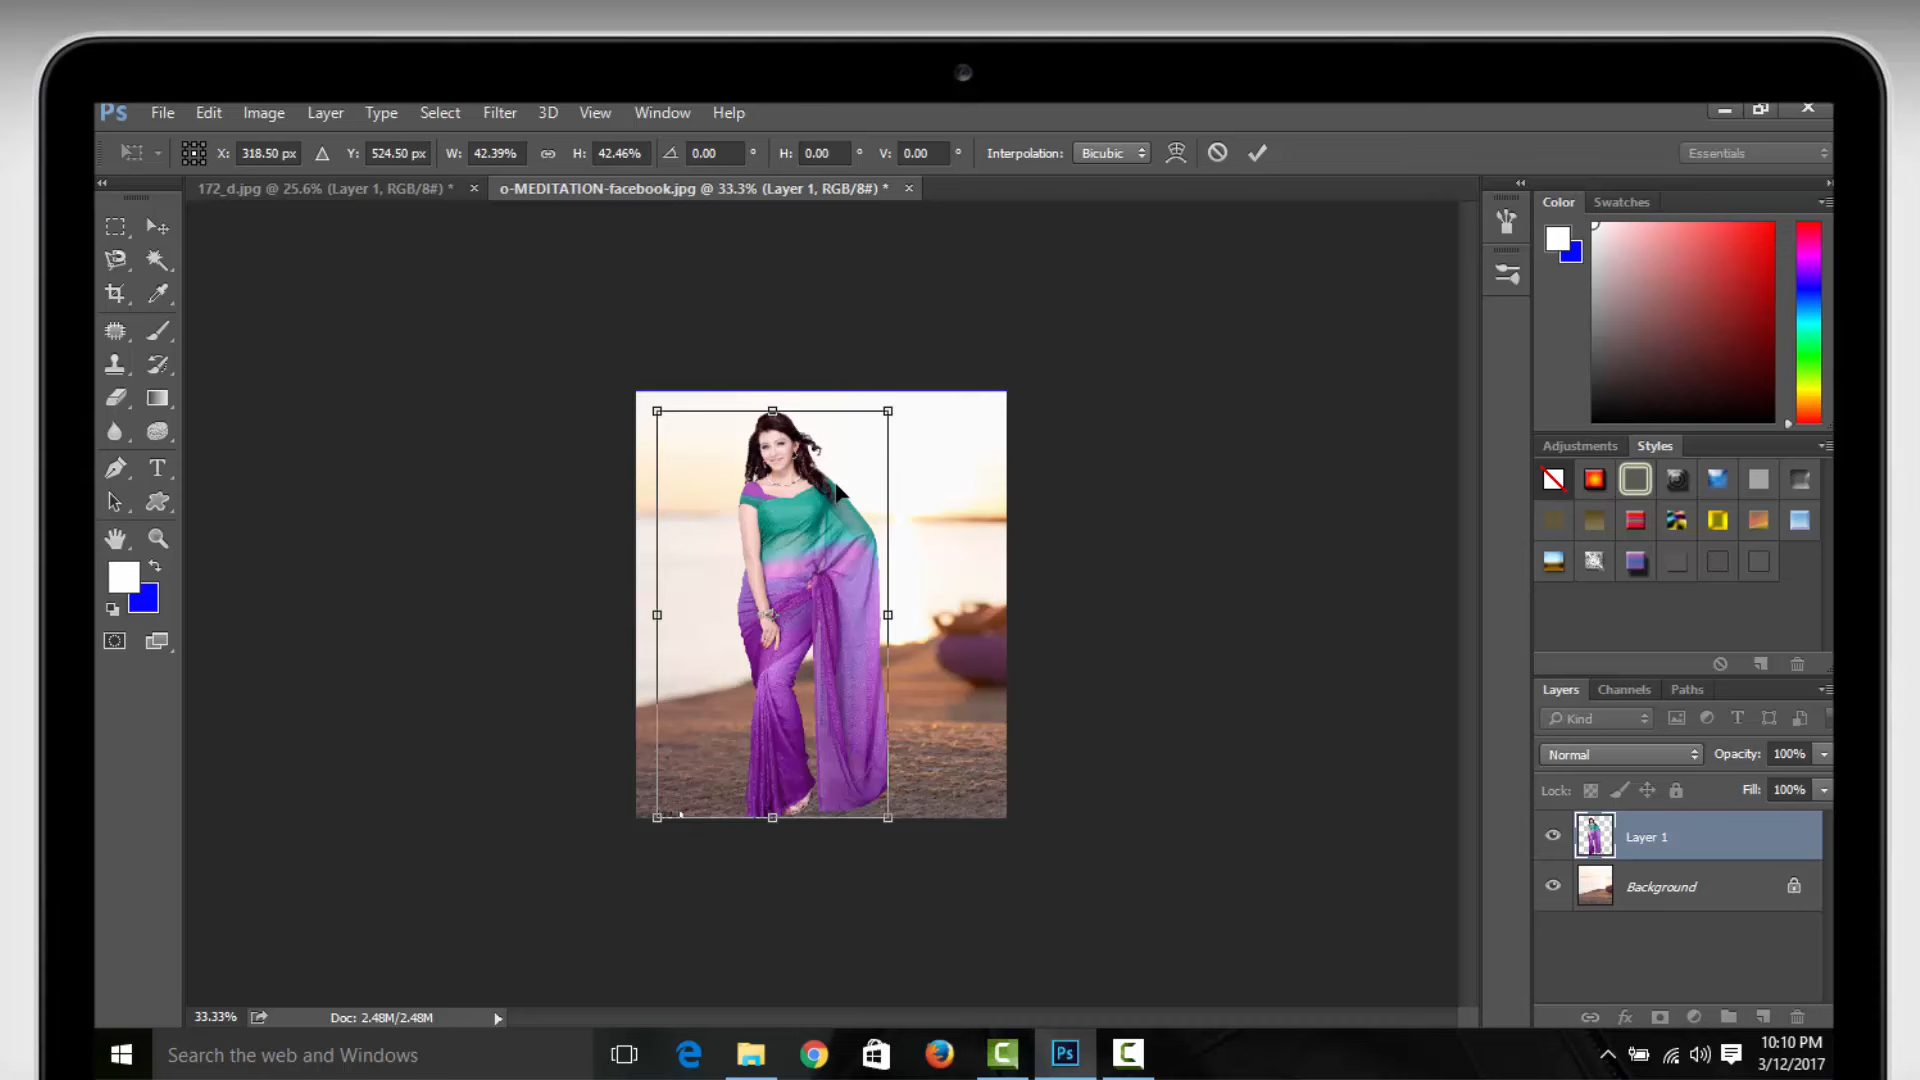 Ps File Edit Image Layer Type Select Filter 3D View Window Help
X: 318.50 px Y: 524.50 px W: 42.39% H: 42.46% 0.00 ° H: 0.00 ° V: 0.00 ° Interpolation: Bicubic Essentials
172_d.jpg @ 25.6% (Layer 1, RGB/8#) * × o-MEDITATION-facebook.jpg @ 33.3% (Layer 1, RGB/8#) * ×
Color Swatches
Adjustments Styles
Layers Channels Paths
Kind
Normal Opacity: 100%
Lock: Fill: 100%
Layer 1
Background
33.33% Doc: 2.48M/2.48M
Search the web and Windows
Ps
10:10 PM
3/12/2017